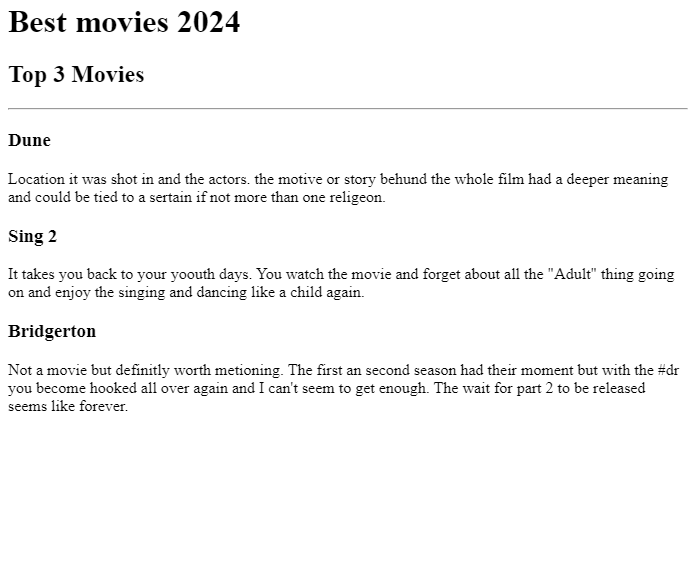 Best movies 2024
Top 3 Movies
Dune
Location it was shot in and the actors. the motive or story behund the whole film had a deeper meaning
and could be tied to a sertain if not more than one religeon.
Sing 2
It takes you back to your yoouth days. You watch the movie and forget about all the "Adult" thing going
on and enjoy the singing and dancing like a child again.
Bridgerton
Not a movie but definitly worth metioning. The first an second season had their moment but with the #dr
you become hooked all over again and I can't seem to get enough. The wait for part 2 to be released
seems like forever.